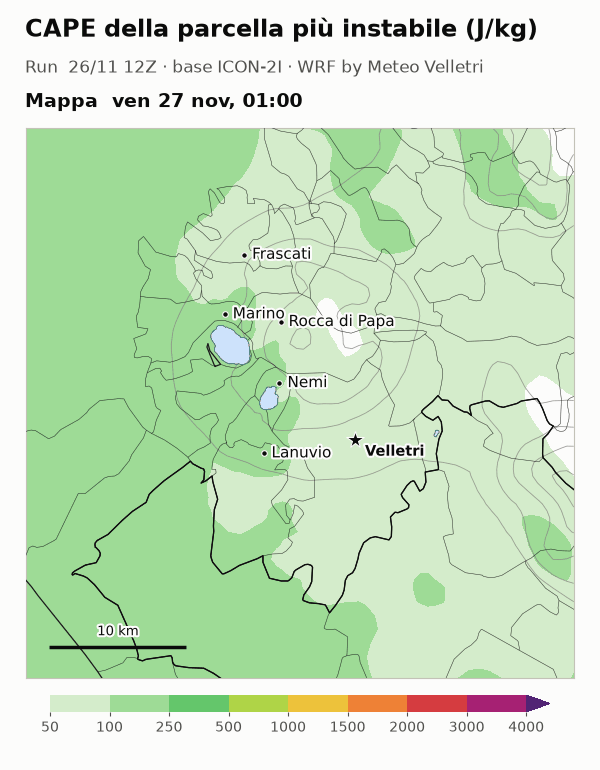 CAPE della parcella più instabile (J/kg)
Run  26/11 12Z · base ICON-2I · WRF by Meteo Velletri
Mappa  ven 27 nov, 01:00
Frascati
Marino
Rocca di Papa
Nemi
Velletri
Lanuvio
10 km
50 100 250 500 1000 1500 2000 3000 4000